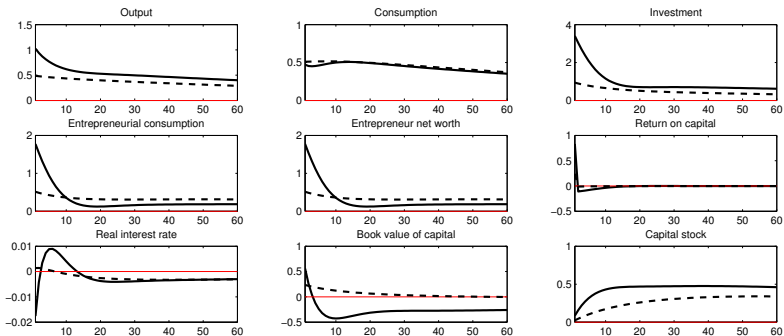 Output
Consumption
Investment
1.5
1
0.5
0
10 20 30 40 50 60
1
0.5
0
10 20 30 40 50 60
4
2
0
10 20 30 40 50 60
Entrepreneurial consumption
Entrepreneur net worth
Return on capital
2
1
0
10 20 30 40 50 60
2
1
0
10 20 30 40 50 60
1
0.5
0
−0.5
10 20 30 40 50 60
Real interest rate
Book value of capital
Capital stock
0.01
0
−0.01
−0.02
10 20 30 40 50 60
1
0.5
0
−0.5
10 20 30 40 50 60
1
0.5
0
10 20 30 40 50 60